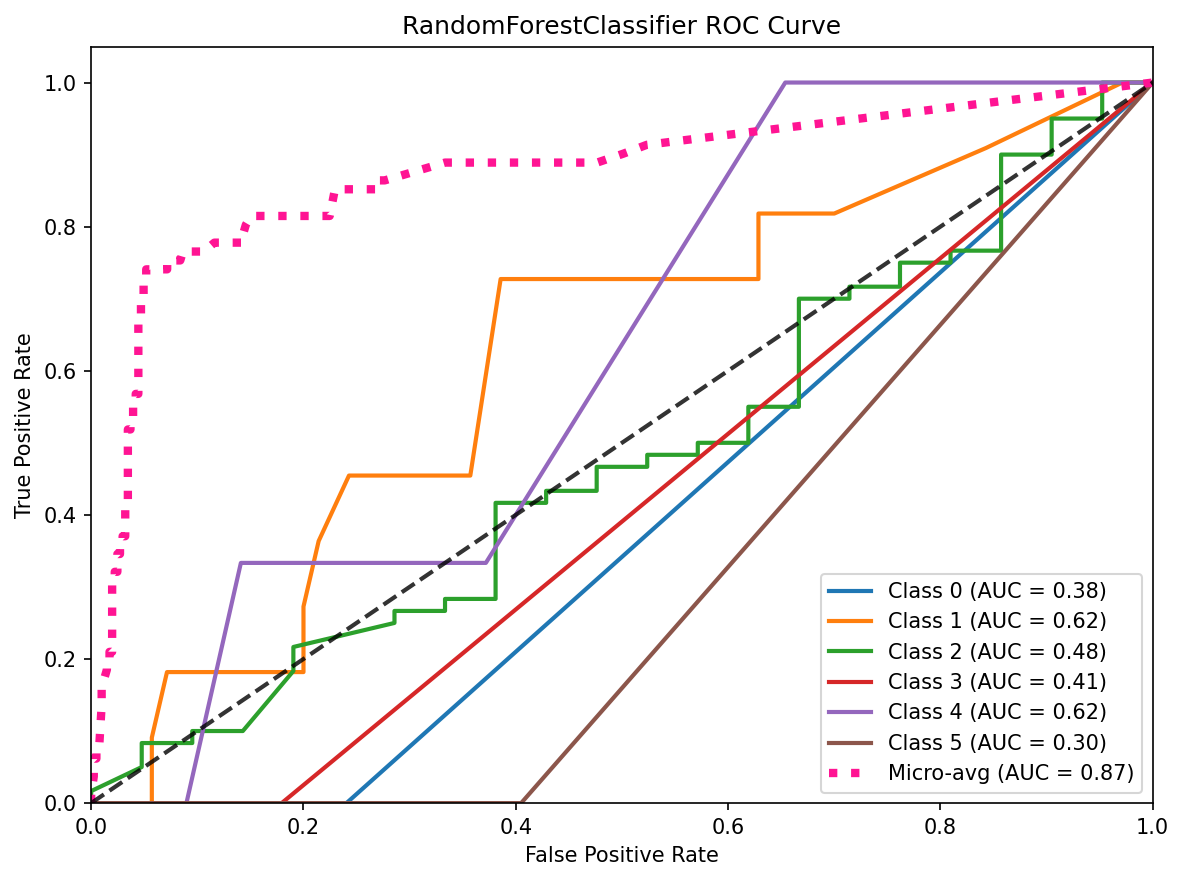 RandomForestClassifier ROC Curve
True Positive Rate
1.0
0.8
0.6
0.4
0.2
0.0
0.0 0.2 0.4 0.6 0.8 1.0
False Positive Rate
Class 0 (AUC = 0.38)
Class 1 (AUC = 0.62)
Class 2 (AUC = 0.48)
Class 3 (AUC = 0.41)
Class 4 (AUC = 0.62)
Class 5 (AUC = 0.30)
Micro-avg (AUC = 0.87)